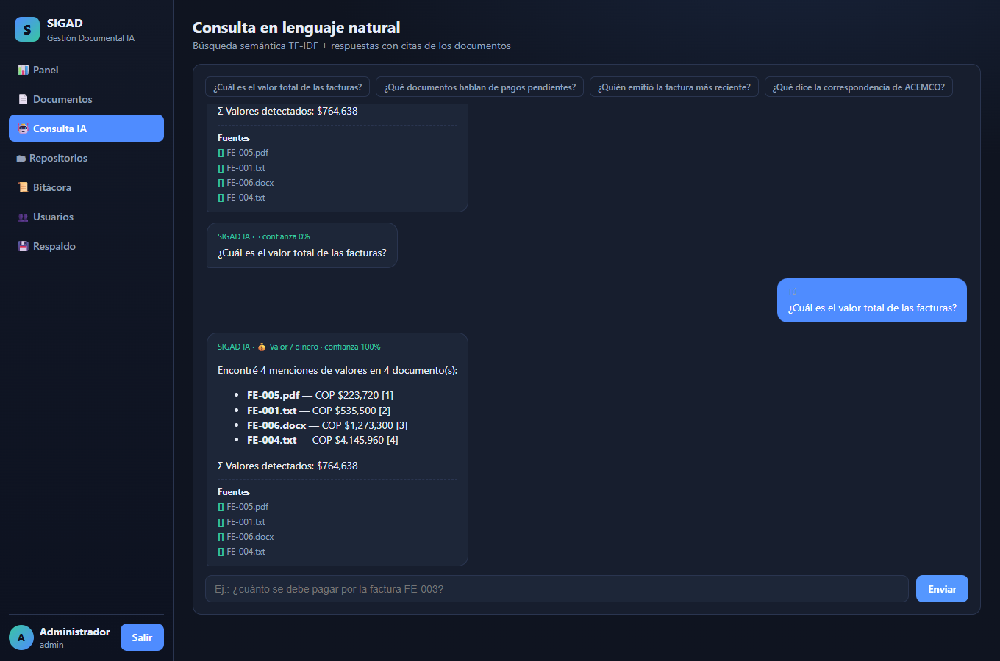 S
SIGAD
Gestión Documental IA
Panel
Documentos
Consulta IA
Repositorios
Bitácora
Usuarios
Respaldo
A
Administrador
admin
Salir
Consulta en lenguaje natural
Búsqueda semántica TF-IDF + respuestas con citas de los documentos
¿Cuál es el valor total de las facturas?
¿Qué documentos hablan de pagos pendientes?
¿Quién emitió la factura más reciente?
¿Qué dice la correspondencia de ACEMCO?
Σ Valores detectados: $764,638
Fuentes
[] FE-005.pdf
[] FE-001.txt
[] FE-006.docx
[] FE-004.txt
SIGAD IA · · confianza 0%
¿Cuál es el valor total de las facturas?
Tú
¿Cuál es el valor total de las facturas?
SIGAD IA · 💰 Valor / dinero · confianza 100%
Encontré 4 menciones de valores en 4 documento(s):
• FE-005.pdf — COP $223,720 [1]
• FE-001.txt — COP $535,500 [2]
• FE-006.docx — COP $1,273,300 [3]
• FE-004.txt — COP $4,145,960 [4]
Σ Valores detectados: $764,638
Fuentes
[] FE-005.pdf
[] FE-001.txt
[] FE-006.docx
[] FE-004.txt
Ej.: ¿cuánto se debe pagar por la factura FE-003?
Enviar